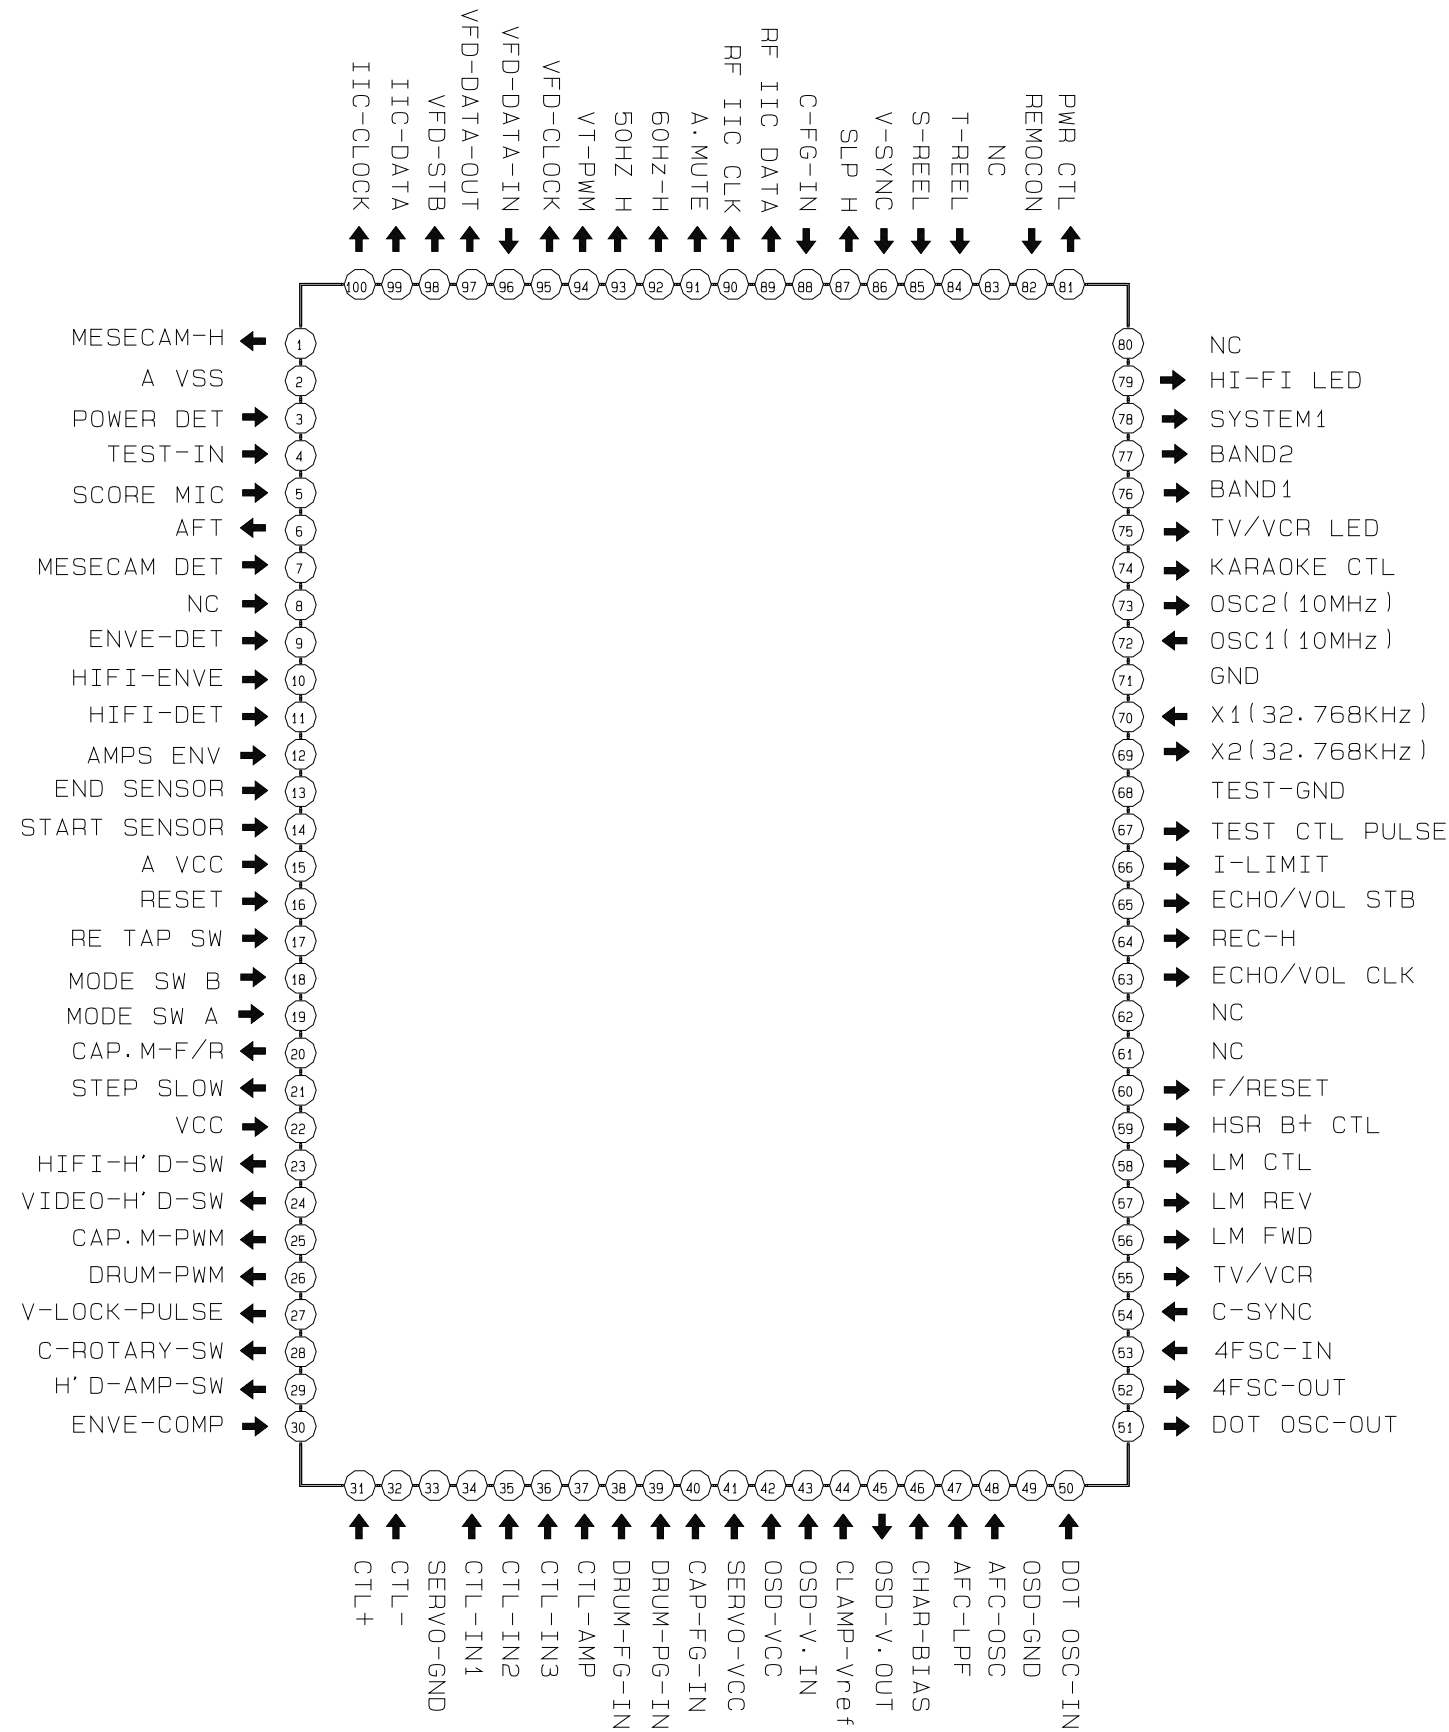 IIC-CLOCK
IIC-DATA
VFD-STB
VFD-DATA-OUT
VFD-DATA-IN
VFD-CLOCK
VT-PWM
50HZ H
60Hz-H
A.MUTE
RF IIC CLK
RF IIC DATA
C-FG-IN
SLP H
V-SYNC
S-REEL
T-REEL
NC
REMOCON
PWR CTL
100 99 98 97 96 95 94 93 92 91 90 89 88 87 86 85 84 83 82 81
MESECAM-H 1
A VSS 2
POWER DET 3
TEST-IN 4
SCORE MIC 5
AFT 6
MESECAM DET 7
NC 8
ENVE-DET 9
HIFI-ENVE 10
HIFI-DET 11
AMPS ENV 12
END SENSOR 13
START SENSOR 14
A VCC 15
RESET 16
RE TAP SW 17
MODE SW B 18
MODE SW A 19
CAP.M-F/R 20
STEP SLOW 21
VCC 22
HIFI-H'D-SW 23
VIDEO-H'D-SW 24
CAP.M-PWM 25
DRUM-PWM 26
V-LOCK-PULSE 27
C-ROTARY-SW 28
H'D-AMP-SW 29
ENVE-COMP 30
80 NC
79 HI-FI LED
78 SYSTEM1
77 BAND2
76 BAND1
75 TV/VCR LED
74 KARAOKE CTL
73 OSC2(10MHz)
72 OSC1(10MHz)
71 GND
70 X1(32.768KHz)
69 X2(32.768KHz)
68 TEST-GND
67 TEST CTL PULSE
66 I-LIMIT
65 ECHO/VOL STB
64 REC-H
63 ECHO/VOL CLK
62 NC
61 NC
60 F/RESET
59 HSR B+ CTL
58 LM CTL
57 LM REV
56 LM FWD
55 TV/VCR
54 C-SYNC
53 4FSC-IN
52 4FSC-OUT
51 DOT OSC-OUT
31 32 33 34 35 36 37 38 39 40 41 42 43 44 45 46 47 48 49 50
CTL+
CTL-
SERVO-GND
CTL-IN1
CTL-IN2
CTL-IN3
CTL-AMP
DRUM-FG-IN
DRUM-PG-IN
CAP-FG-IN
SERVO-VCC
OSD-VCC
OSD-V.IN
CLAMP-Vref
OSD-V.OUT
CHAR-BIAS
AFC-LPF
AFC-OSC
OSD-GND
DOT OSC-IN